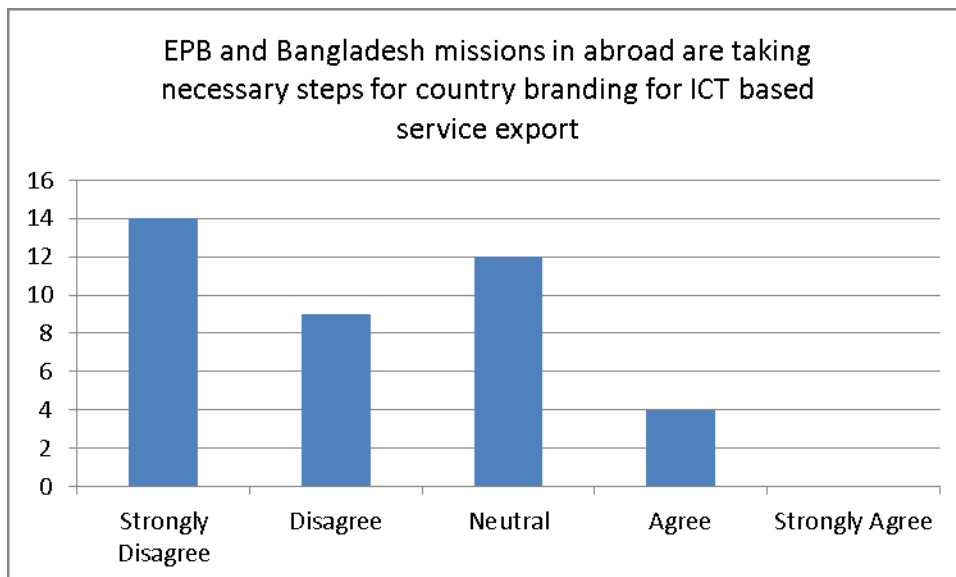 EPB and Bangladesh missions in abroad are taking
necessary steps for country branding for ICT based
service export
16
14
12
10
8
6
4
2
0
Strongly
Disagree
Disagree
Neutral
Agree
Strongly Agree